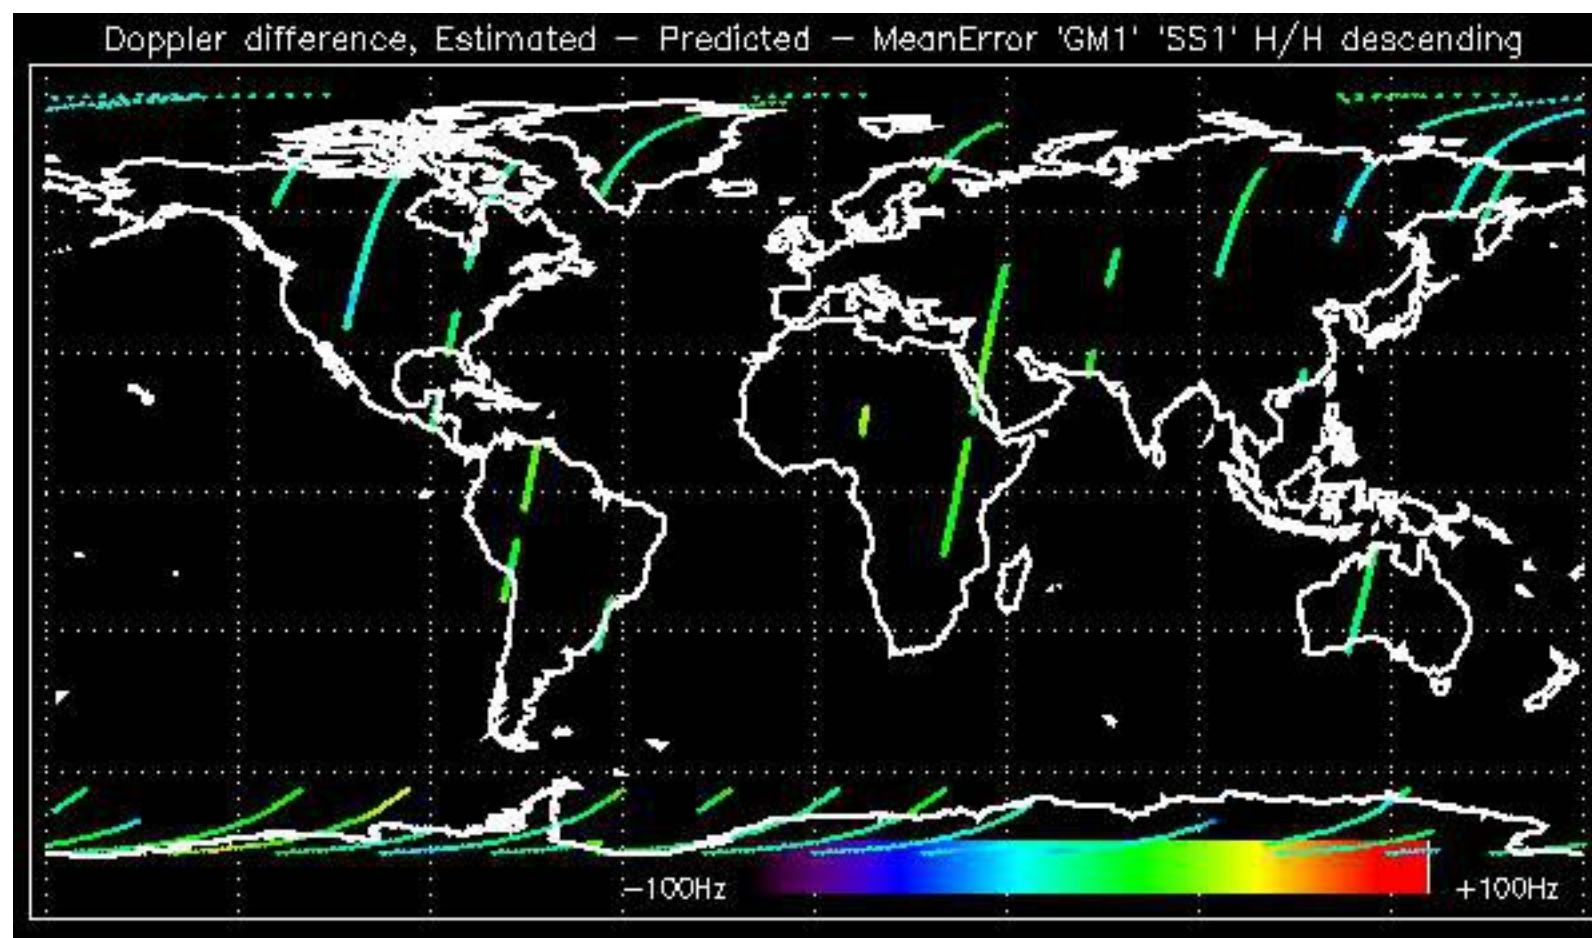 Doppler difference, Estimated – Predicted – MeanError 'GM1' 'SS1' H/H descending
-100Hz +100Hz